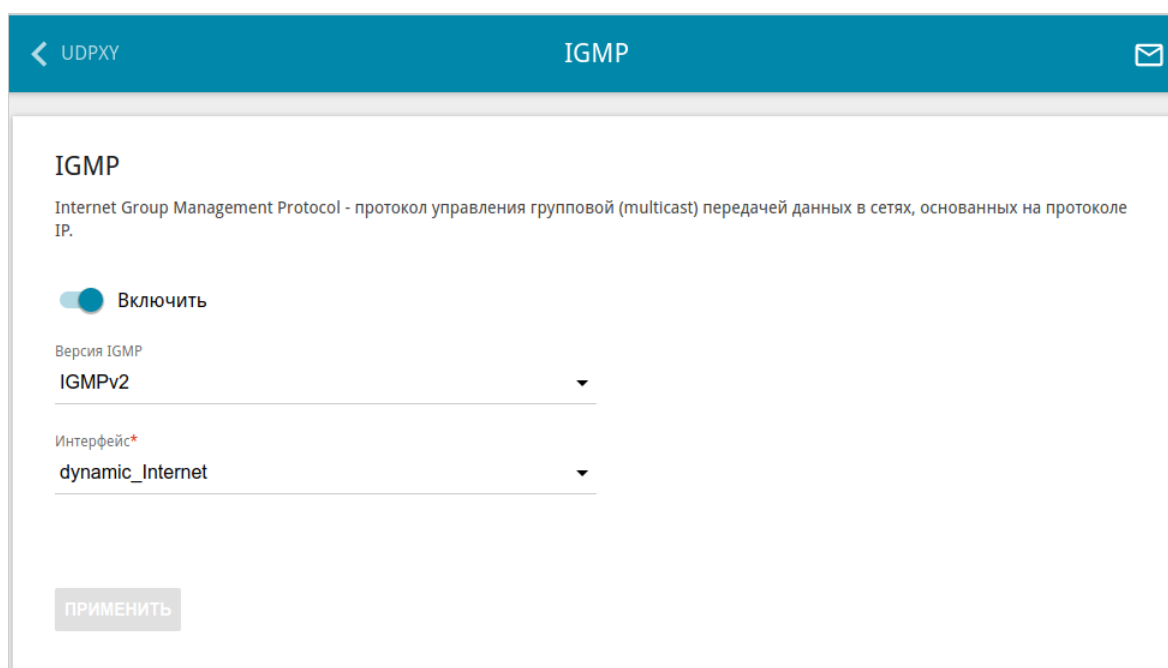 UDPXY
IGMP
IGMP
Internet Group Management Protocol - протокол управления групповой (multicast) передачей данных в сетях, основанных на протоколе
IP.
Включить
Версия IGMP
IGMPv2
Интерфейс*
dynamic_Internet
ПРИМЕНИТЬ